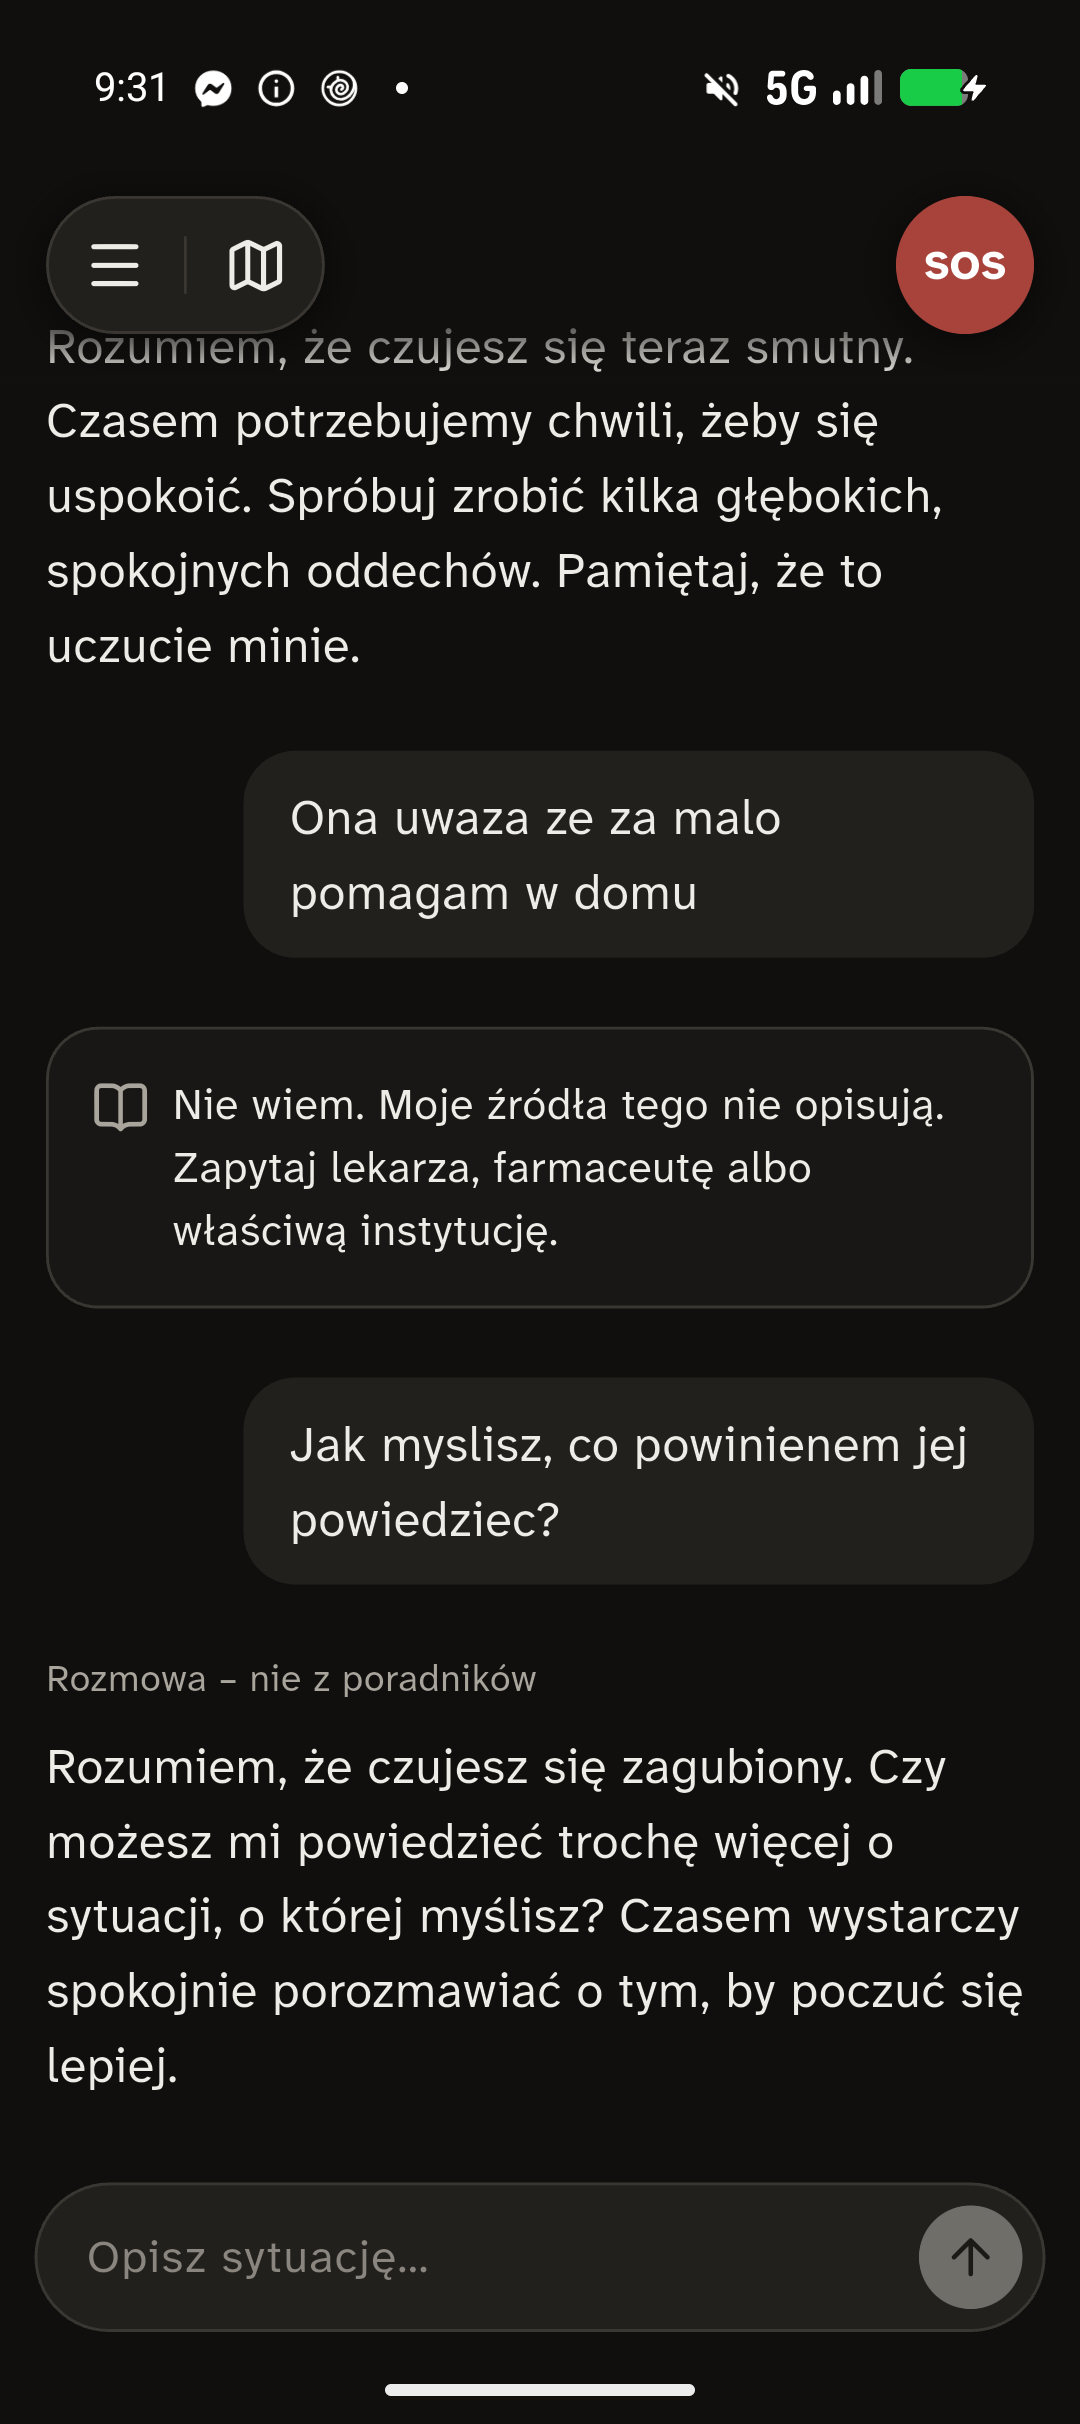 9:31
5G
SOS
Rozumiem, że czujesz się teraz smutny.
Czasem potrzebujemy chwili, żeby się
uspokoić. Spróbuj zrobić kilka głębokich,
spokojnych oddechów. Pamiętaj, że to
uczucie minie.
Ona uwaza ze za malo
pomagam w domu
Nie wiem. Moje źródła tego nie opisują.
Zapytaj lekarza, farmaceutę albo
właściwą instytucję.
Jak myslisz, co powinienem jej
powiedziec?
Rozmowa – nie z poradników
Rozumiem, że czujesz się zagubiony. Czy
możesz mi powiedzieć trochę więcej o
sytuacji, o której myślisz? Czasem wystarczy
spokojnie porozmawiać o tym, by poczuć się
lepiej.
Opisz sytuację...